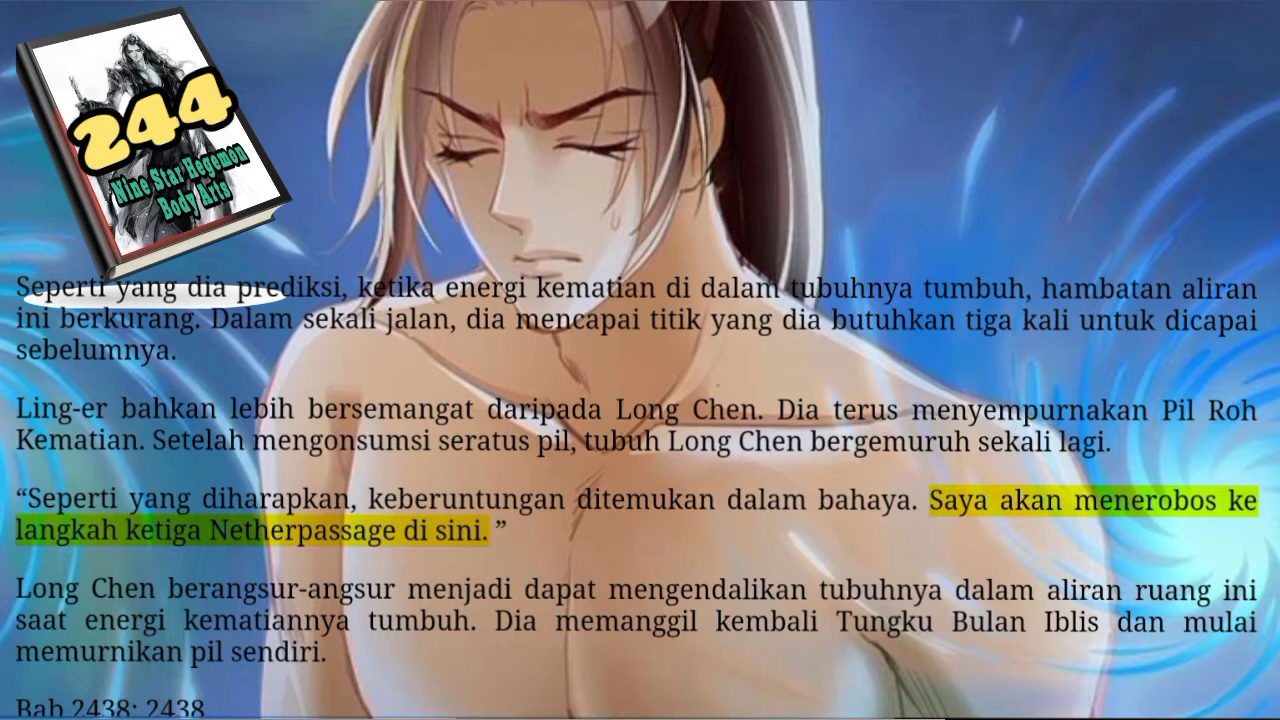 244
Nine Star Hegemon
Body Arts
Seperti yang dia prediksi, ketika energi kematian di dalam tubuhnya tumbuh, hambatan aliran
ini berkurang. Dalam sekali jalan, dia mencapai titik yang dia butuhkan tiga kali untuk dicapai
sebelumnya.
Ling-er bahkan lebih bersemangat daripada Long Chen. Dia terus menyempurnakan Pil Roh
Kematian. Setelah mengonsumsi seratus pil, tubuh Long Chen bergemuruh sekali lagi.
“Seperti yang diharapkan, keberuntungan ditemukan dalam bahaya. Saya akan menerobos ke
langkah ketiga Netherpassage di sini. ”
Long Chen berangsur-angsur menjadi dapat mengendalikan tubuhnya dalam aliran ruang ini
saat energi kematiannya tumbuh. Dia memanggil kembali Tungku Bulan Iblis dan mulai
memurnikan pil sendiri.
Bab 2438: 2438